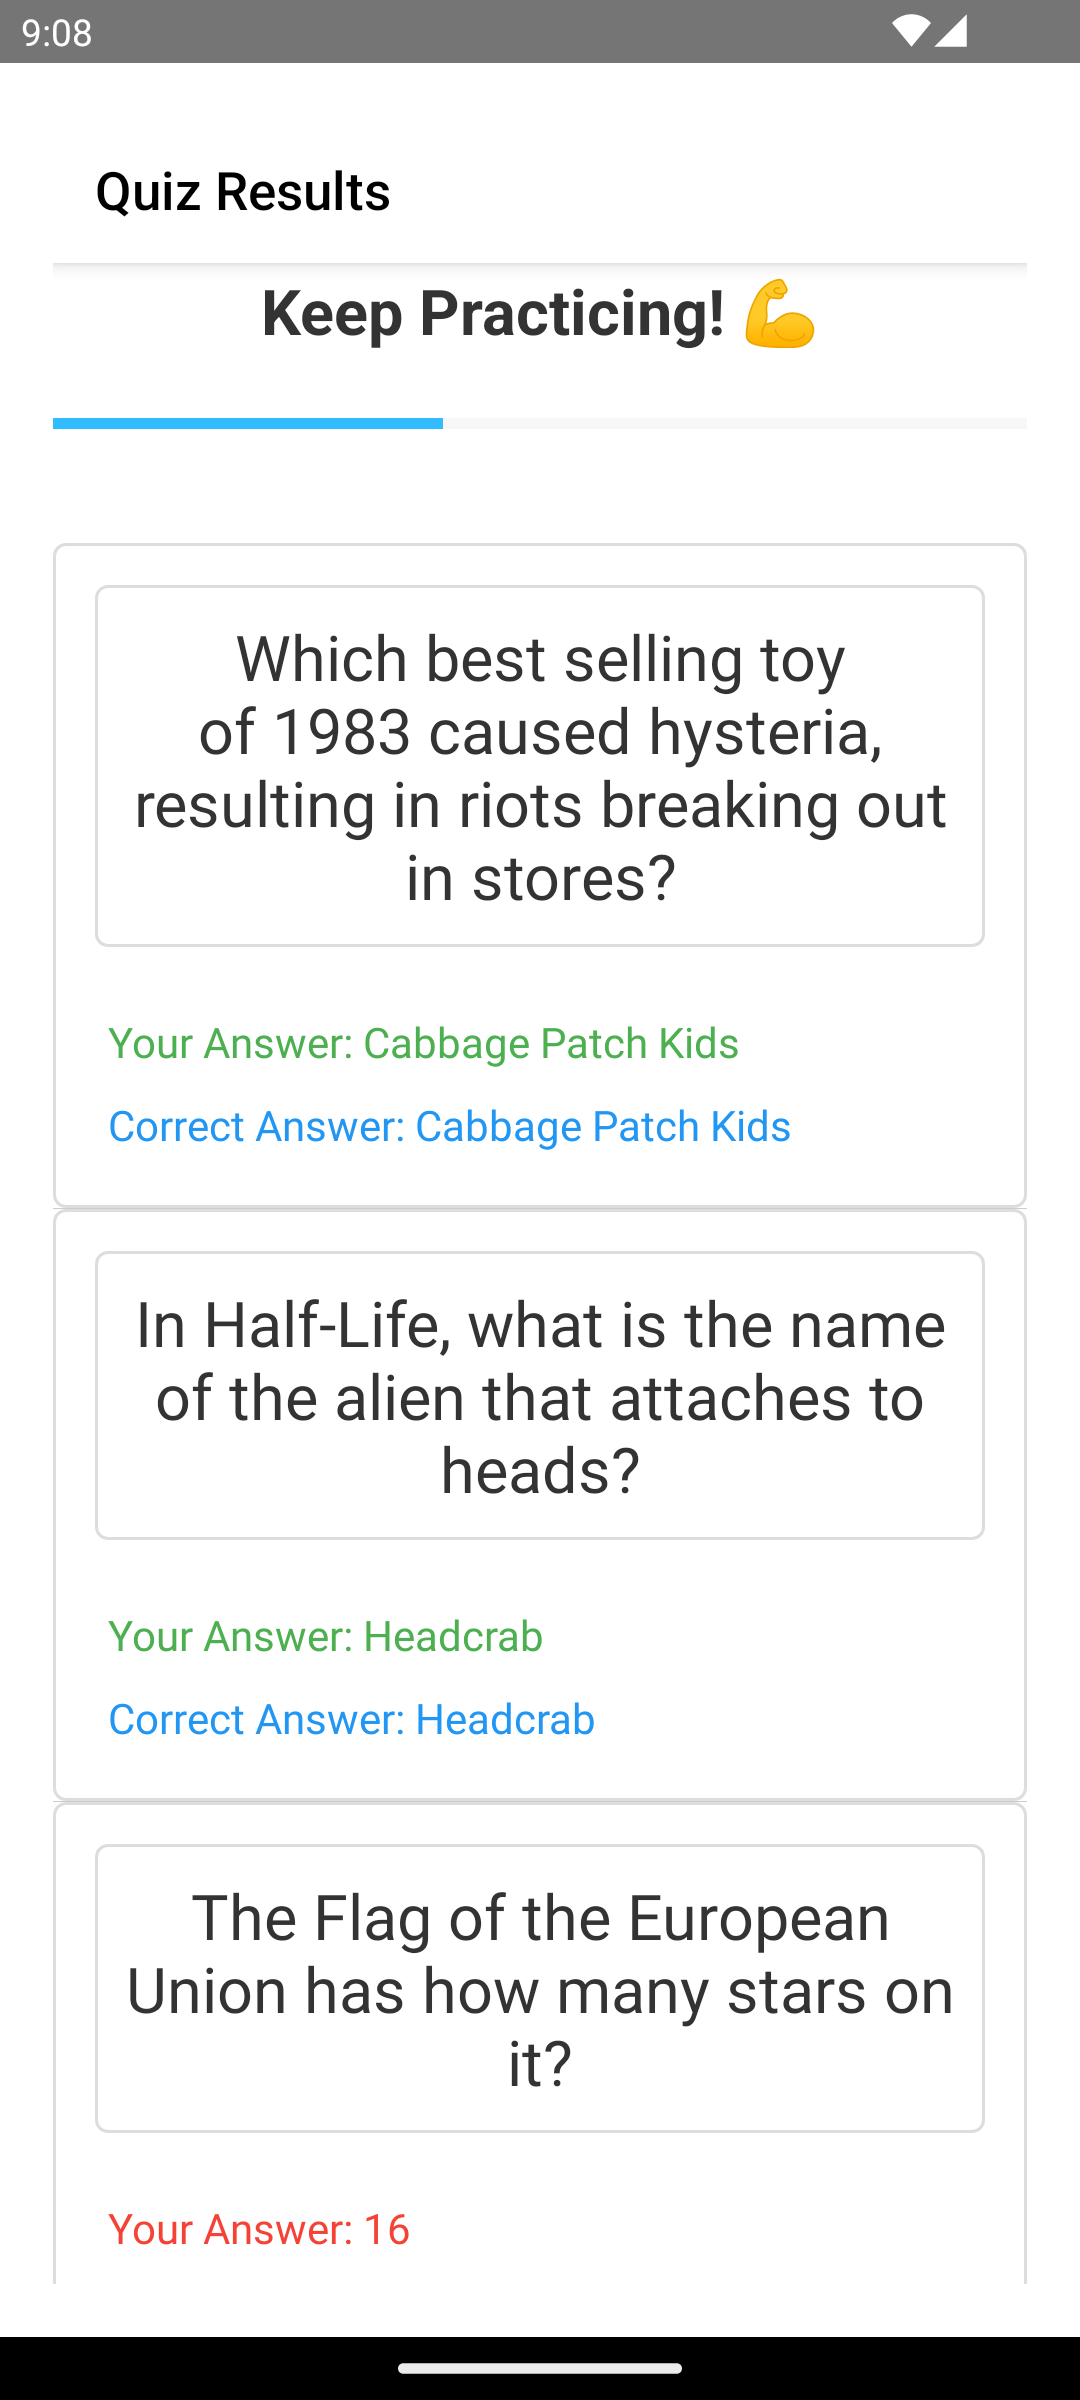 9:08
Quiz Results
Keep Practicing! 💪
Which best selling toy
of 1983 caused hysteria,
resulting in riots breaking out
in stores?
Your Answer: Cabbage Patch Kids
Correct Answer: Cabbage Patch Kids
In Half-Life, what is the name
of the alien that attaches to
heads?
Your Answer: Headcrab
Correct Answer: Headcrab
The Flag of the European
Union has how many stars on
it?
Your Answer: 16